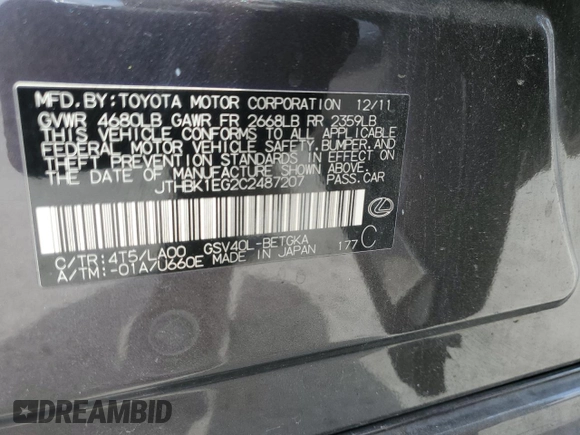 MFD. BY: TOYOTA MOTOR CORPORATION 12/11
GVWR 4680LB GAWR FR 2668LB RR 2359LB
THIS VEHICLE CONFORMS TO ALL APPLICABLE
FEDERAL MOTOR VEHICLE SAFETY, BUMPER, AND
THEFT PREVENTION STANDARDS IN EFFECT ON
THE DATE OF MANUFACTURE SHOWN ABOVE.
JTHBK1EG2C2487207 PASS. CAR
C/TR: 4T5/LA00 GSV40L-BETGKA
A/TM: -01A/U660E MADE IN JAPAN 177 C
DREAMBID